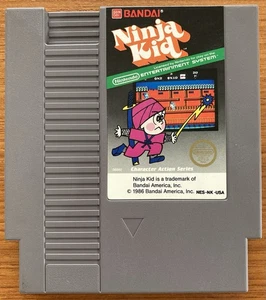 BANDAI
Ninja
Kid
Nintendo
ENTERTAINMENT SYSTEM
Character Action Series
Ninja Kid is a trademark of
Bandai America, Inc.
© 1986 Bandai America, Inc.
NES-NK-USA